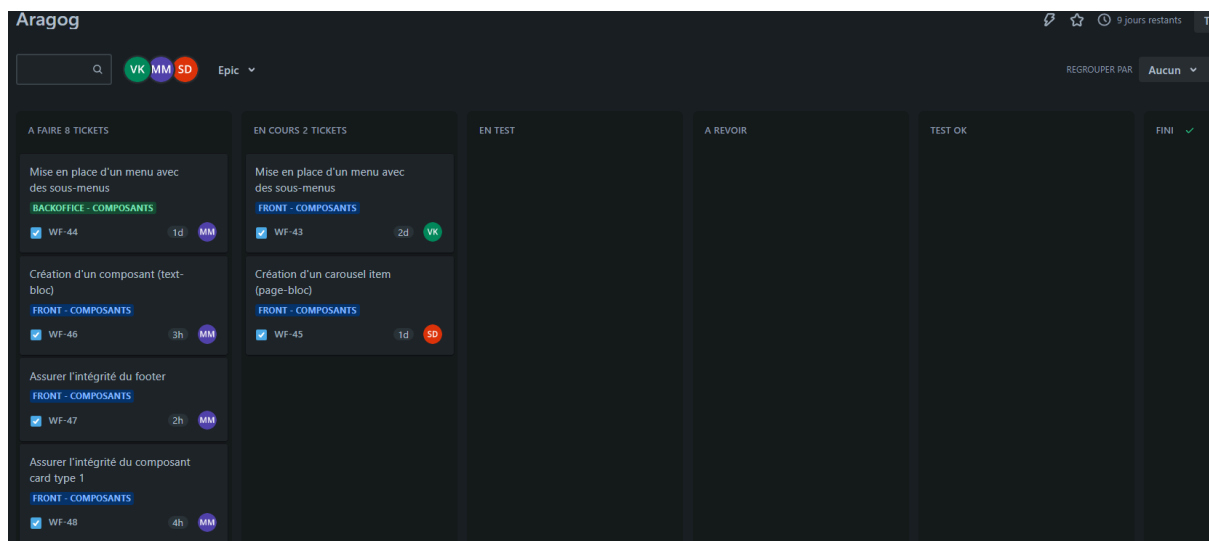 Aragog
9 jours restants
VK MM SD
Epic
REGROUPER PAR
Aucun
A FAIRE 8 TICKETS
Mise en place d'un menu avec
des sous-menus
BACKOFFICE - COMPOSANTS
WF-44
1d
MM
Création d'un composant (text-
bloc)
FRONT - COMPOSANTS
WF-46
3h
MM
Assurer l'intégrité du footer
FRONT - COMPOSANTS
WF-47
2h
MM
Assurer l'intégrité du composant
card type 1
FRONT - COMPOSANTS
WF-48
4h
MM
EN COURS 2 TICKETS
Mise en place d'un menu avec
des sous-menus
FRONT - COMPOSANTS
WF-43
2d
VK
Création d'un carousel item
(page-bloc)
FRONT - COMPOSANTS
WF-45
1d
SD
EN TEST
A REVOIR
TEST OK
FINI